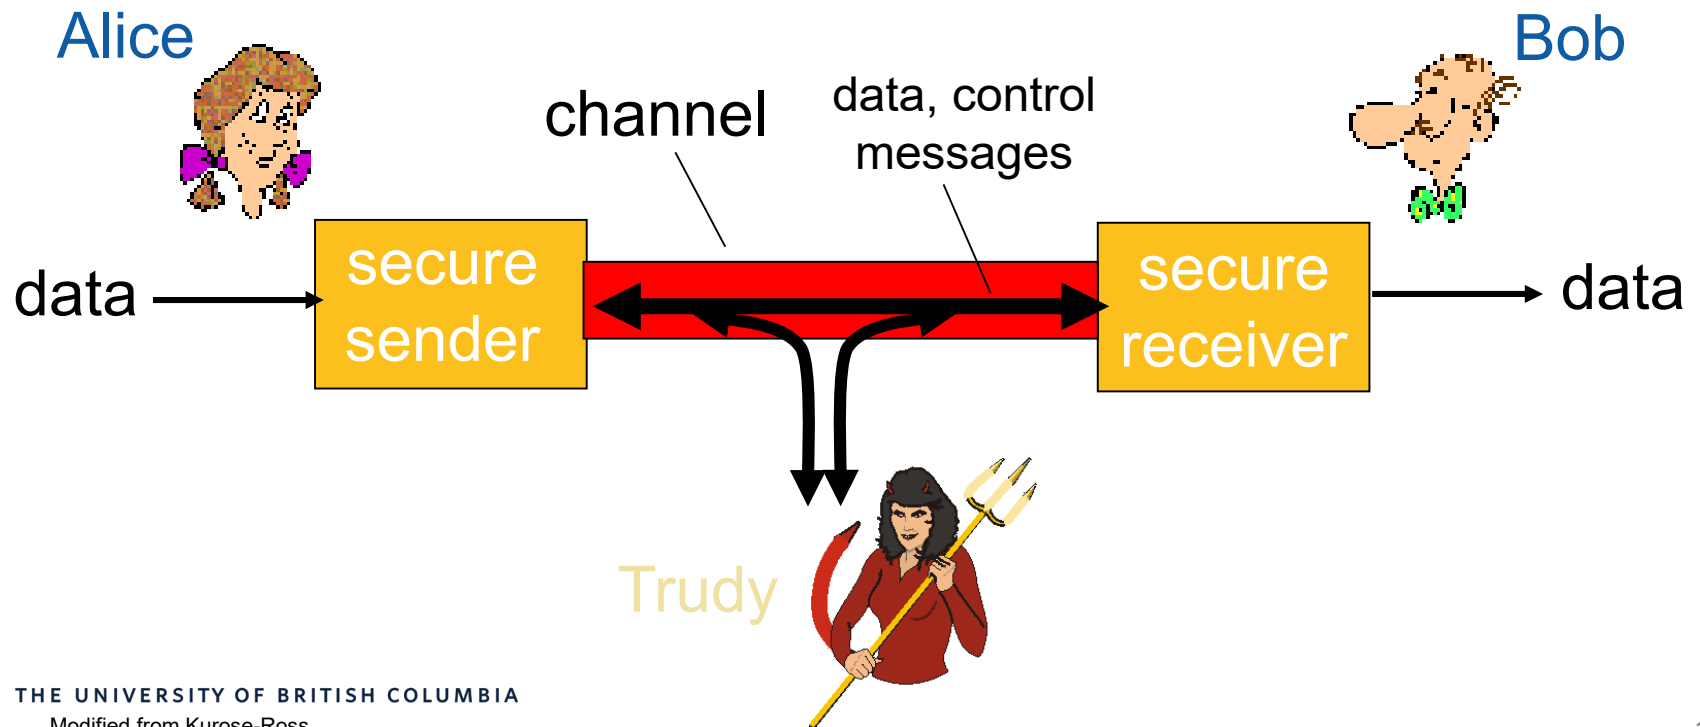 Alice
Bob
channel
data, control
messages
data
secure
sender
secure
receiver
data
Trudy
THE UNIVERSITY OF BRITISH COLUMBIA
Modified from Kurose-Ross